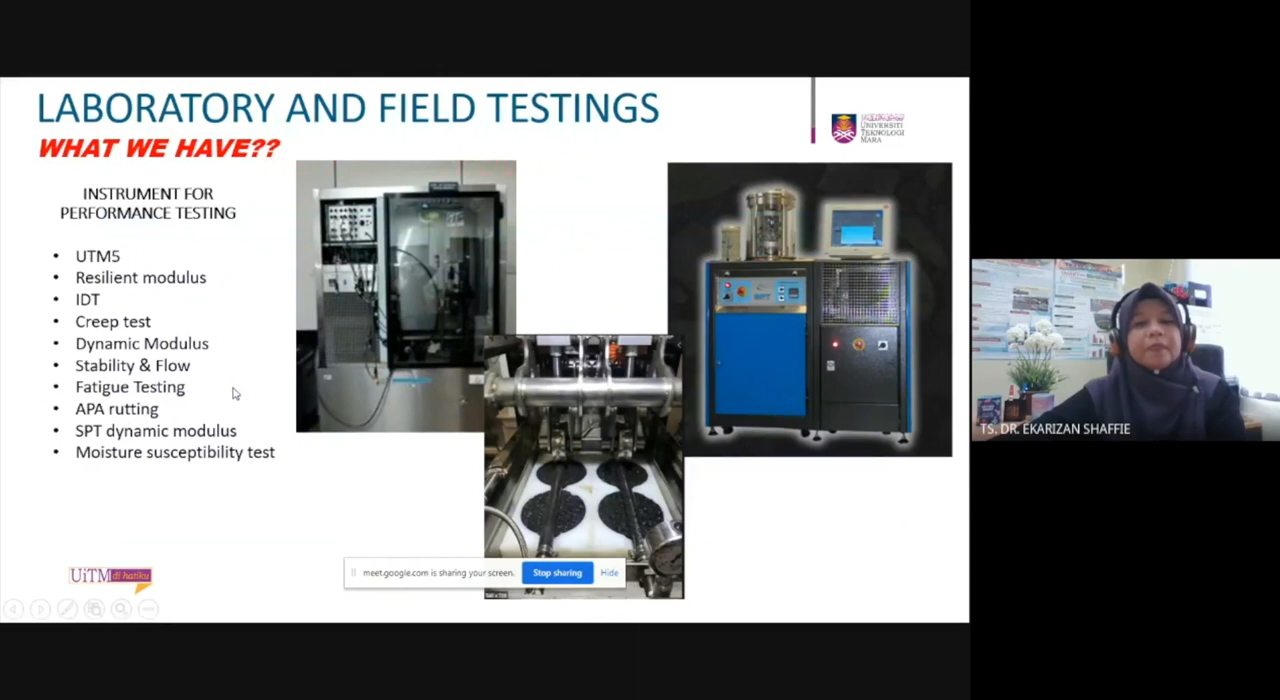 LABORATORY AND FIELD TESTINGS
WHAT WE HAVE??
UNIVERSITI
TEKNOLOGI
MARA
INSTRUMENT FOR
PERFORMANCE TESTING
• UTM5
• Resilient modulus
• IDT
• Creep test
• Dynamic Modulus
• Stability & Flow
• Fatigue Testing
• APA rutting
• SPT dynamic modulus
• Moisture susceptibility test
UiTM di hatiku
meet.google.com is sharing your screen.
Stop sharing
Hide
TS. DR. EKARIZAN SHAFFIE